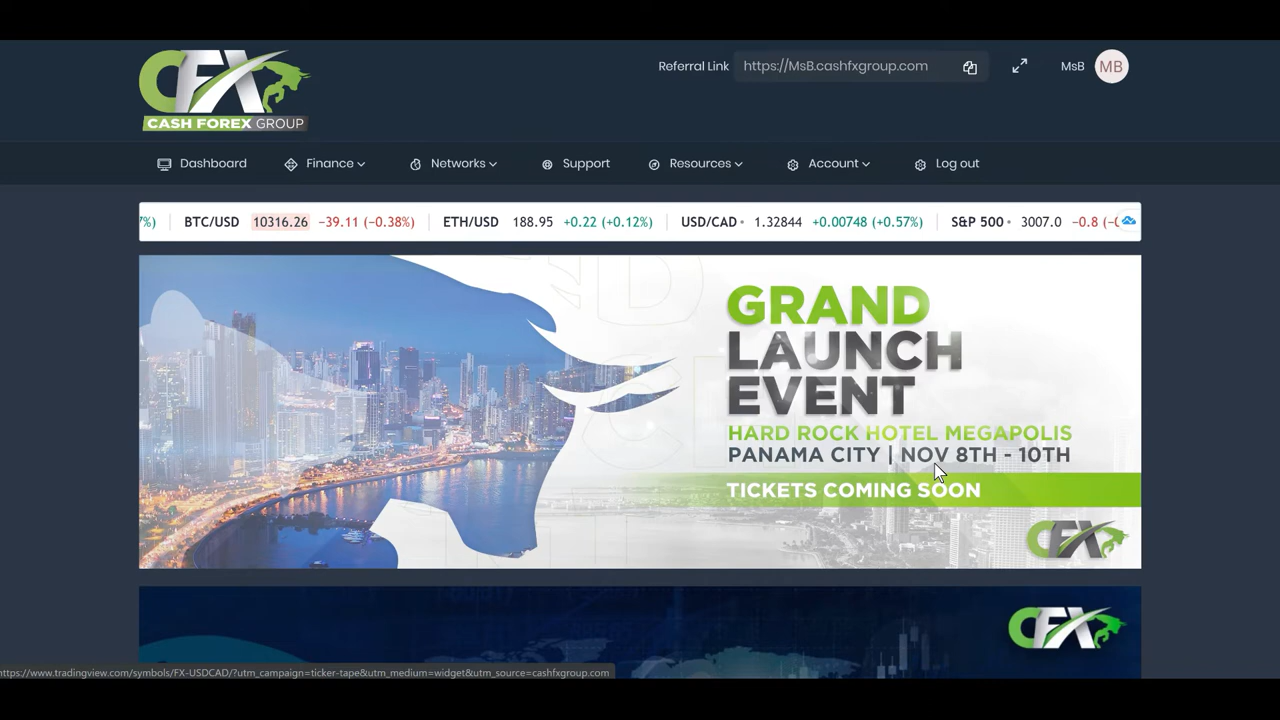 CFX
CASH FOREX GROUP
Referral Link https://MsB.cashfxgroup.com MsB MB
Dashboard Finance Networks Support Resources Account Log out
7%) BTC/USD 10316.26 −39.11 (−0.38%) ETH/USD 188.95 +0.22 (+0.12%) USD/CAD 1.32844 +0.00748 (+0.57%) S&P 500 3007.0 −0.8 (−0
GRAND
LAUNCH
EVENT
HARD ROCK HOTEL MEGAPOLIS
PANAMA CITY | NOV 8TH - 10TH
TICKETS COMING SOON
CFX
CFX
https://www.tradingview.com/symbols/FX-USDCAD/?utm_campaign=ticker-tape&utm_medium=widget&utm_source=cashfxgroup.com